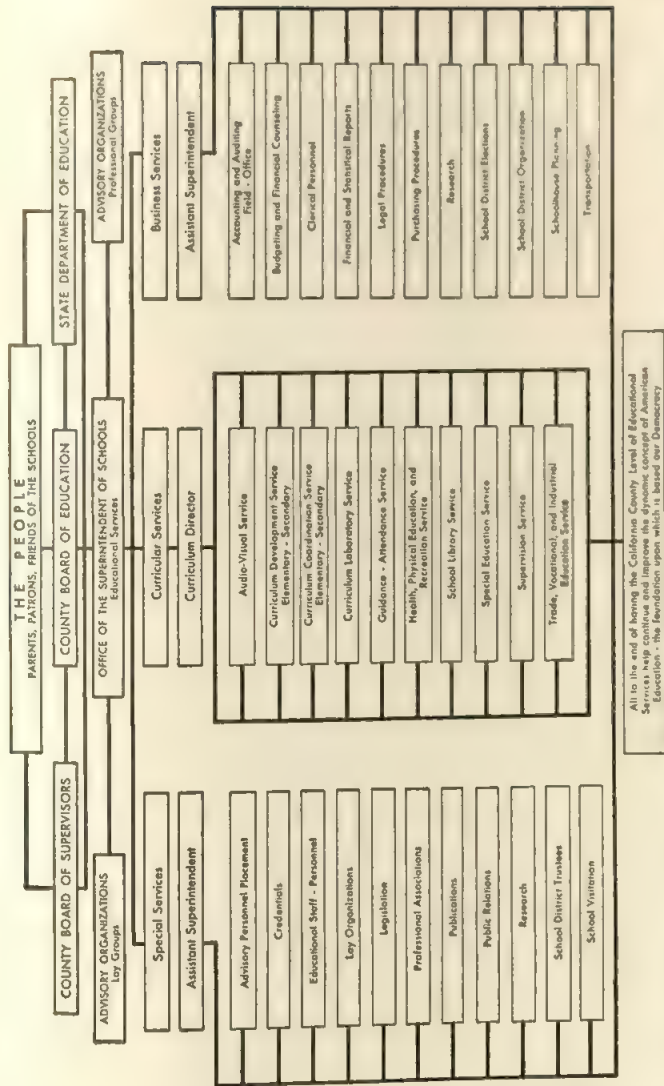 THE PEOPLE
PARENTS, PATRONS, FRIENDS OF THE SCHOOLS
COUNTY BOARD OF SUPERVISORS
COUNTY BOARD OF EDUCATION
STATE DEPARTMENT OF EDUCATION
ADVISORY ORGANIZATIONS
Lay Groups
OFFICE OF THE SUPERINTENDENT OF SCHOOLS
Educational Services
ADVISORY ORGANIZATIONS
Professional Groups
Special Services
Assistant Superintendent
Advisory Personnel Placement
Credentials
Educational Staff - Personnel
Lay Organizations
Legislation
Professional Associations
Publications
Public Relations
Research
School District Trustees
School Visitation
Curricular Services
Curriculum Director
Audio-Visual Service
Curriculum Development Service
Elementary - Secondary
Curriculum Coordination Service
Elementary - Secondary
Curriculum Laboratory Service
Guidance - Attendance Service
Health, Physical Education, and
Recreation Service
School Library Service
Special Education Service
Supervision Service
Trade, Vocational, and Industrial
Education Service
Business Services
Assistant Superintendent
Accounting and Auditing
Field - Office
Budgeting and Financial Counseling
Clerical Personnel
Financial and Statistical Reports
Legal Procedures
Purchasing Procedures
Research
School District Elections
School District Organization
Schoolhouse Planning
Transportation
All to the end of having the California County Level of Educational
Services help continue and improve the dynamic concept of American
Education - the foundation upon which is based our Democracy